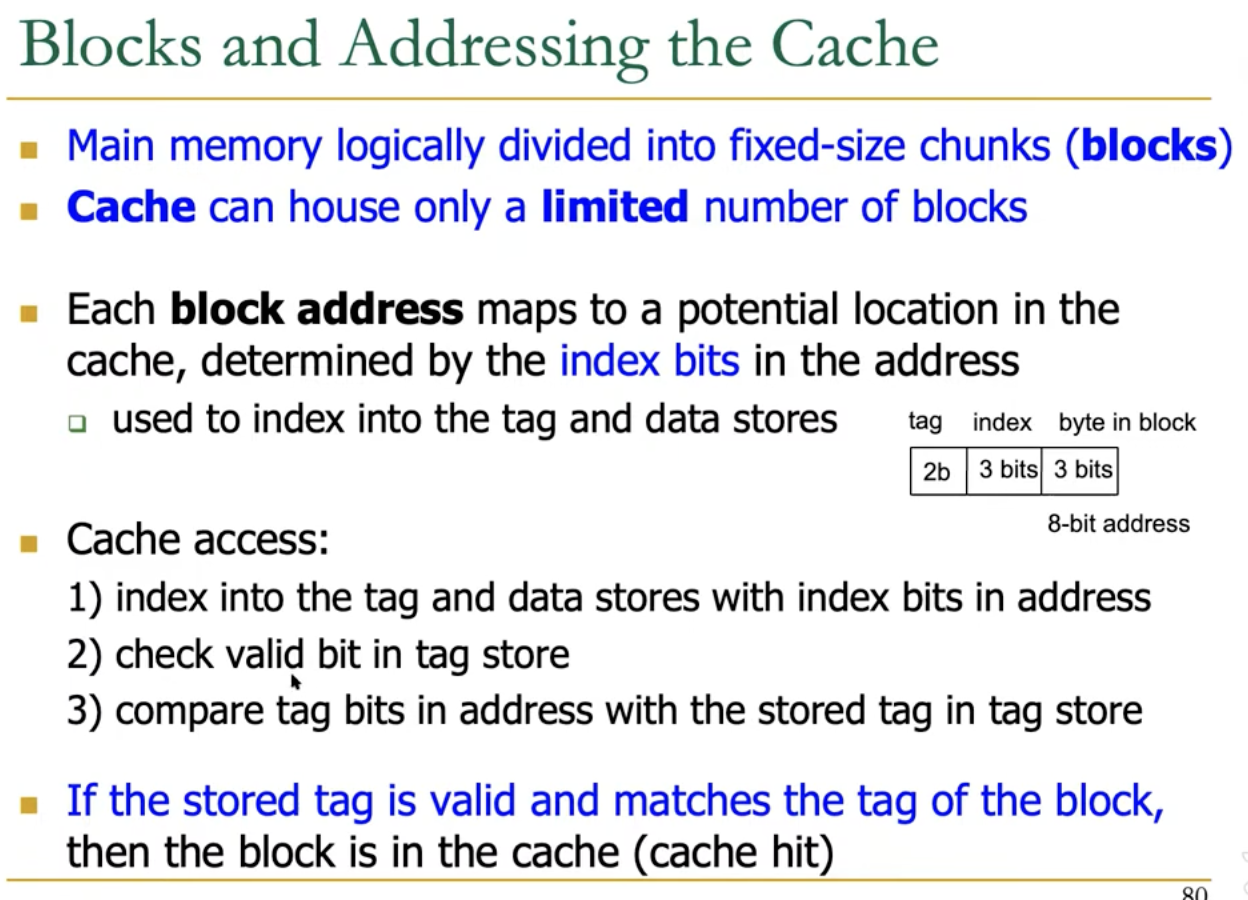 Blocks and Addressing the Cache
Main memory logically divided into fixed-size chunks (blocks)
Cache can house only a limited number of blocks
Each block address maps to a potential location in the
cache, determined by the index bits in the address
used to index into the tag and data stores
tag index byte in block
2b 3 bits 3 bits
8-bit address
Cache access:
1) index into the tag and data stores with index bits in address
2) check valid bit in tag store
3) compare tag bits in address with the stored tag in tag store
If the stored tag is valid and matches the tag of the block,
then the block is in the cache (cache hit)
80